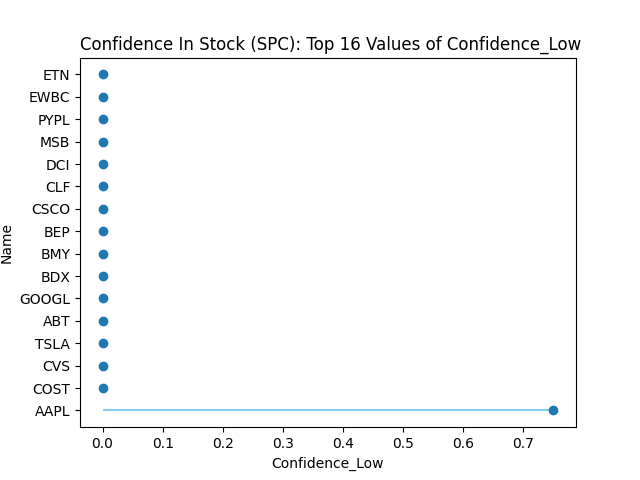 Confidence In Stock (SPC): Top 16 Values of Confidence_Low
ETN
EWBC
PYPL
MSB
DCI
CLF
CSCO
BEP
BMY
BDX
GOOGL
ABT
TSLA
CVS
COST
AAPL
Name
0.0 0.1 0.2 0.3 0.4 0.5 0.6 0.7
Confidence_Low